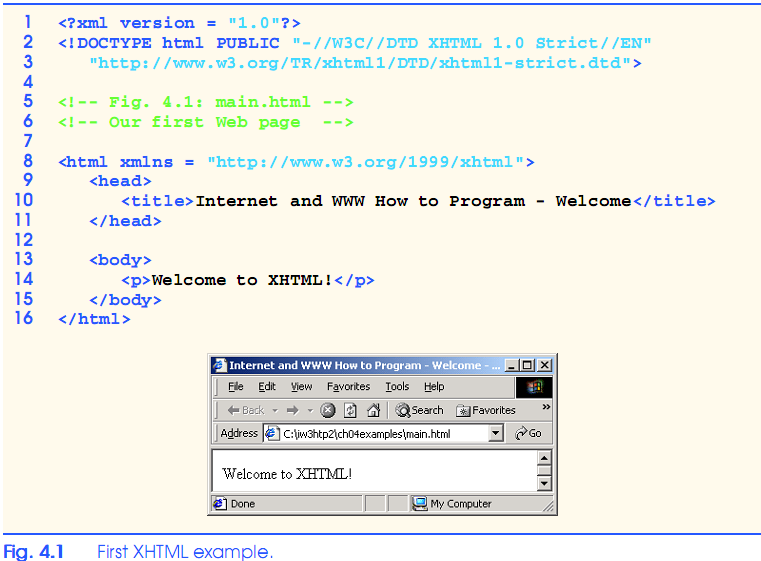 1 <?xml version = "1.0"?>
2 <!DOCTYPE html PUBLIC "-//W3C//DTD XHTML 1.0 Strict//EN"
3 "http://www.w3.org/TR/xhtml1/DTD/xhtml1-strict.dtd">
4
5 <!-- Fig. 4.1: main.html -->
6 <!-- Our first Web page  -->
7
8 <html xmlns = "http://www.w3.org/1999/xhtml">
9 <head>
10 <title>Internet and WWW How to Program - Welcome</title>
11 </head>
12
13 <body>
14 <p>Welcome to XHTML!</p>
15 </body>
16 </html>
Internet and WWW How to Program - Welcome - ...
File Edit View Favorites Tools Help
Back Search Favorites »
Address C:\iw3htp2\ch04examples\main.html Go
Welcome to XHTML!
Done My Computer
Fig. 4.1 First XHTML example.